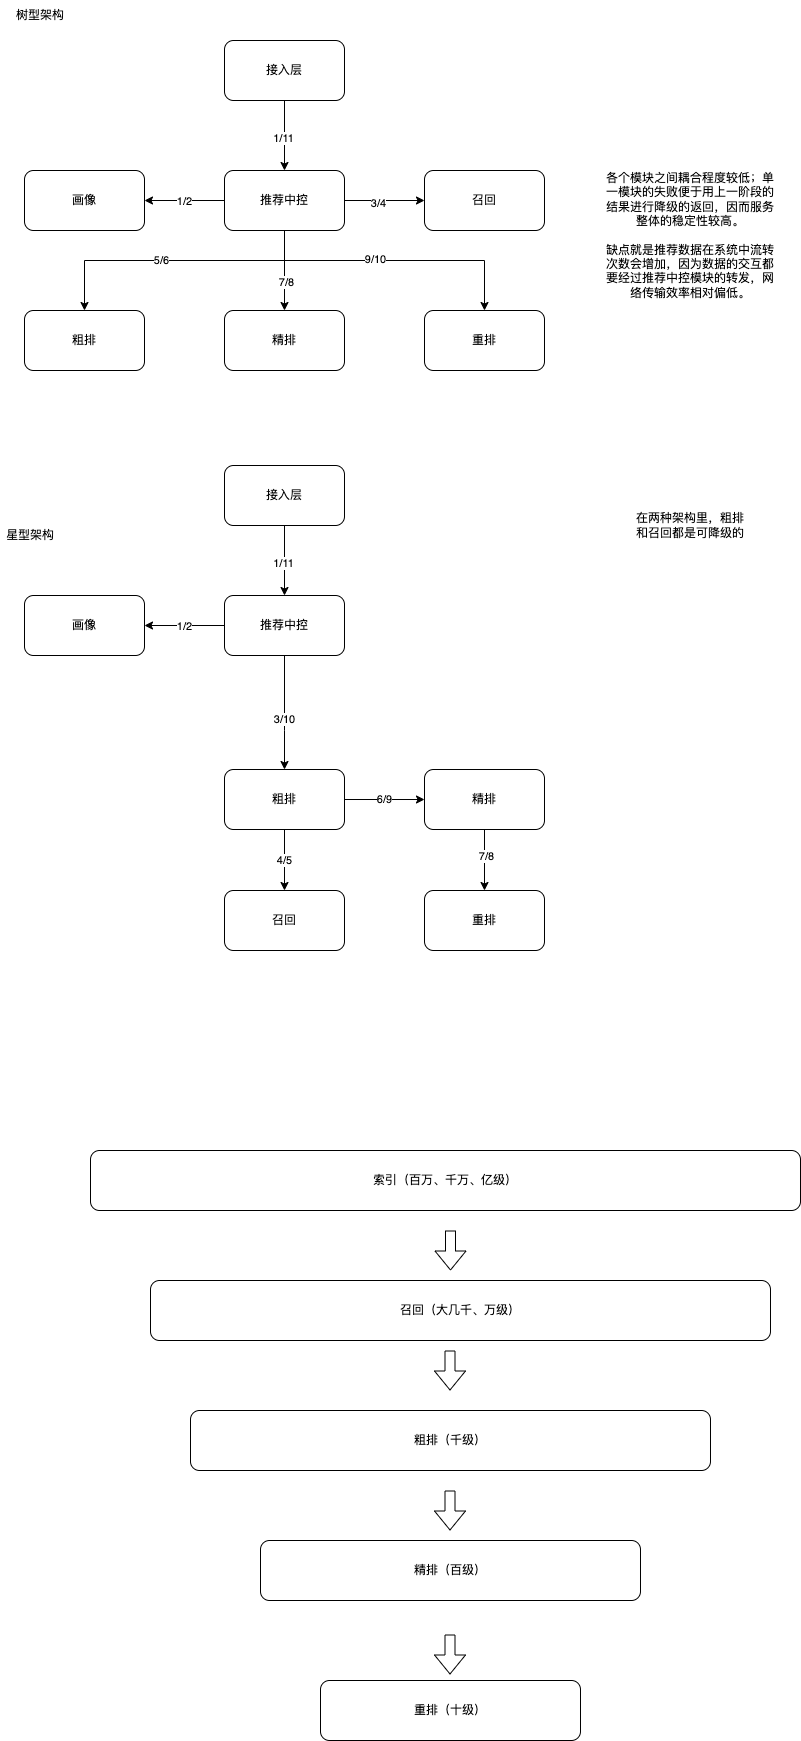 树型架构
接入层
1/11
画像
1/2
推荐中控
3/4
召回
各个模块之间耦合程度较低；单
一模块的失败便于用上一阶段的
结果进行降级的返回，因而服务
整体的稳定性较高。
缺点就是推荐数据在系统中流转
次数会增加，因为数据的交互都
要经过推荐中控模块的转发，网
络传输效率相对偏低。
5/6
9/10
7/8
粗排
精排
重排
接入层
星型架构
在两种架构里，粗排
和召回都是可降级的
1/11
画像
1/2
推荐中控
3/10
粗排
6/9
精排
4/5
7/8
召回
重排
索引（百万、千万、亿级）
召回（大几千、万级）
粗排（千级）
精排（百级）
重排（十级）